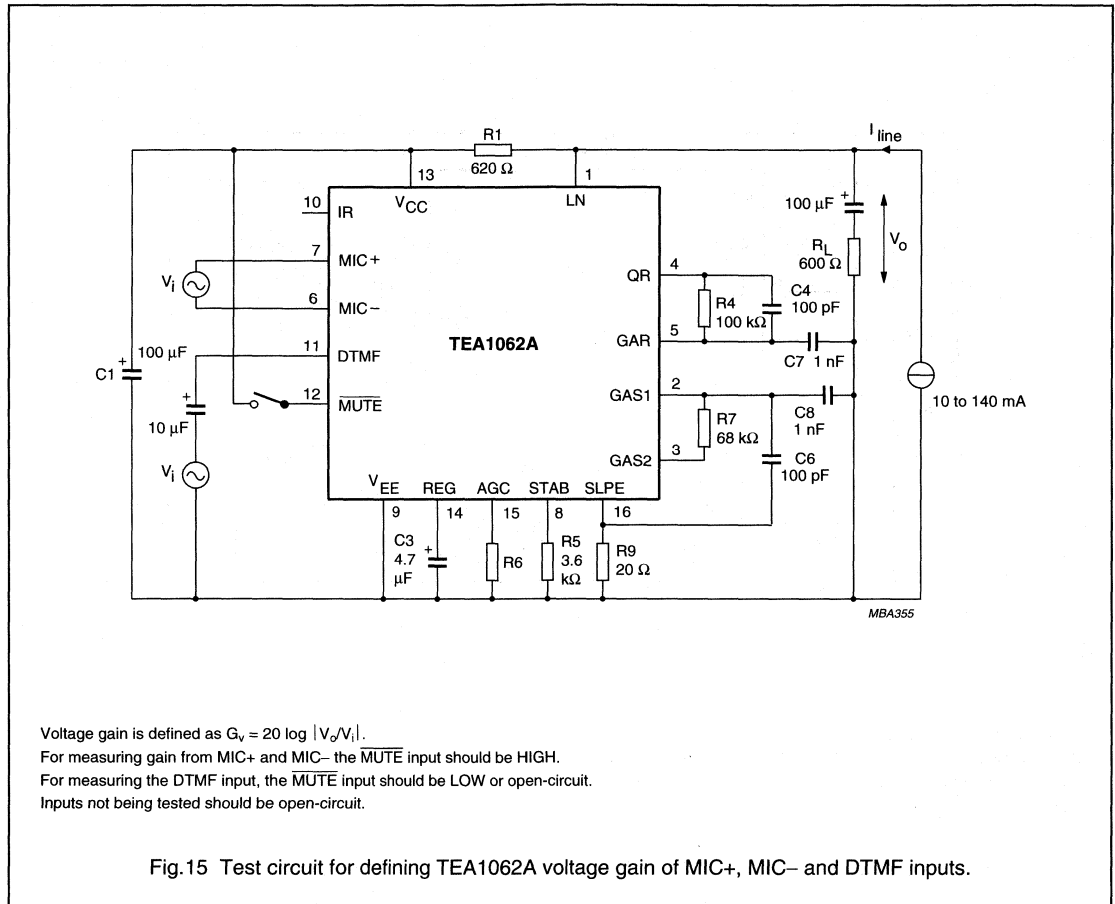 R1
620 Ω
I line
13
1
VCC
LN
10
IR
100 µF
+
RL
600 Ω
Vo
7
MIC+
Vi
6
MIC−
QR
4
R4
100 kΩ
C4
100 pF
TEA1062A
GAR
5
C7 1 nF
11
DTMF
100 µF
+
C1
12
MUTE
+
10 µF
Vi
GAS1
2
C8
1 nF
R7
68 kΩ
C6
100 pF
GAS2
3
10 to 140 mA
VEE REG AGC STAB SLPE
9 14 15 8 16
C3
4.7
µF
+
R6
R5
3.6
kΩ
R9
20 Ω
MBA355
Voltage gain is defined as Gv = 20 log |Vo/Vi|.
For measuring gain from MIC+ and MIC− the MUTE input should be HIGH.
For measuring the DTMF input, the MUTE input should be LOW or open-circuit.
Inputs not being tested should be open-circuit.
Fig.15 Test circuit for defining TEA1062A voltage gain of MIC+, MIC− and DTMF inputs.